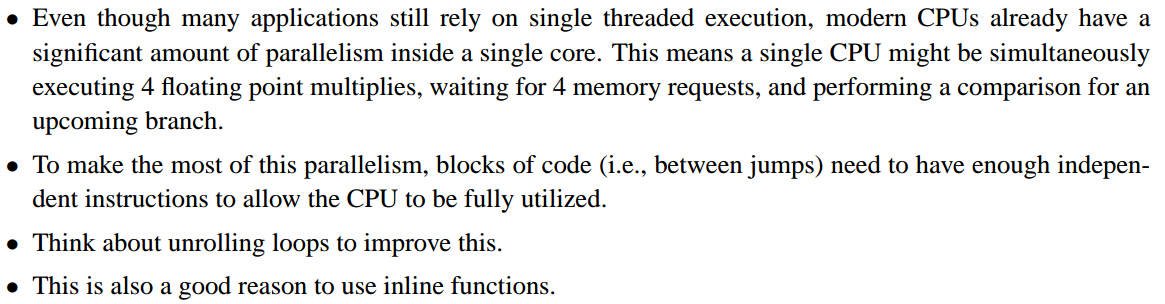 • Even though many applications still rely on single threaded execution, modern CPUs already have a
significant amount of parallelism inside a single core. This means a single CPU might be simultaneously
executing 4 floating point multiplies, waiting for 4 memory requests, and performing a comparison for an
upcoming branch.
• To make the most of this parallelism, blocks of code (i.e., between jumps) need to have enough indepen-
dent instructions to allow the CPU to be fully utilized.
• Think about unrolling loops to improve this.
• This is also a good reason to use inline functions.